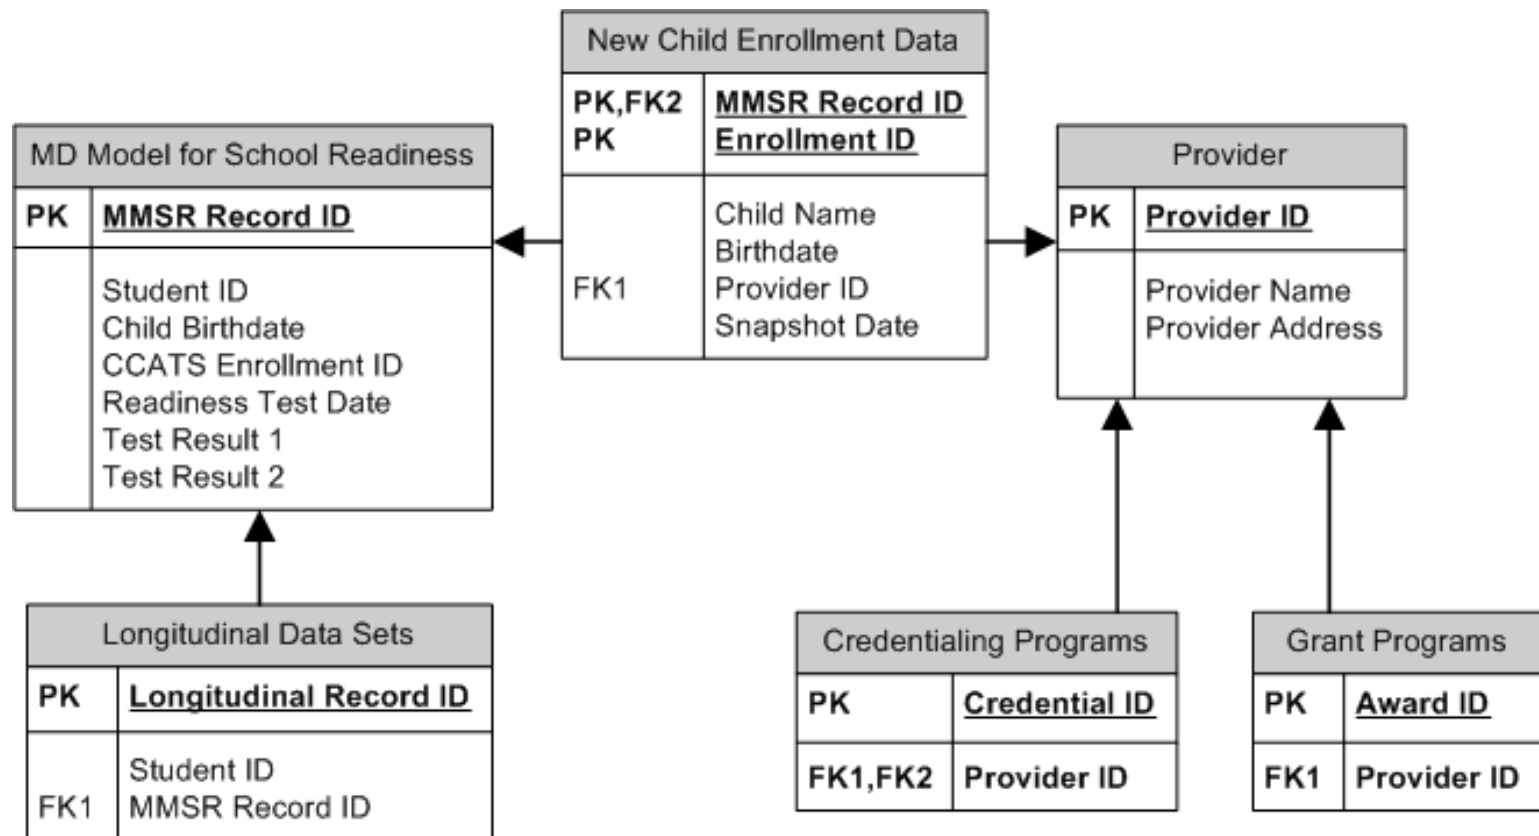 New Child Enrollment Data
PK,FK2 MMSR Record ID
PK Enrollment ID
Child Name
Birthdate
FK1 Provider ID
Snapshot Date
MD Model for School Readiness
PK MMSR Record ID
Student ID
Child Birthdate
CCATS Enrollment ID
Readiness Test Date
Test Result 1
Test Result 2
Provider
PK Provider ID
Provider Name
Provider Address
Longitudinal Data Sets
PK Longitudinal Record ID
Student ID
FK1 MMSR Record ID
Credentialing Programs
PK Credential ID
FK1,FK2 Provider ID
Grant Programs
PK Award ID
FK1 Provider ID